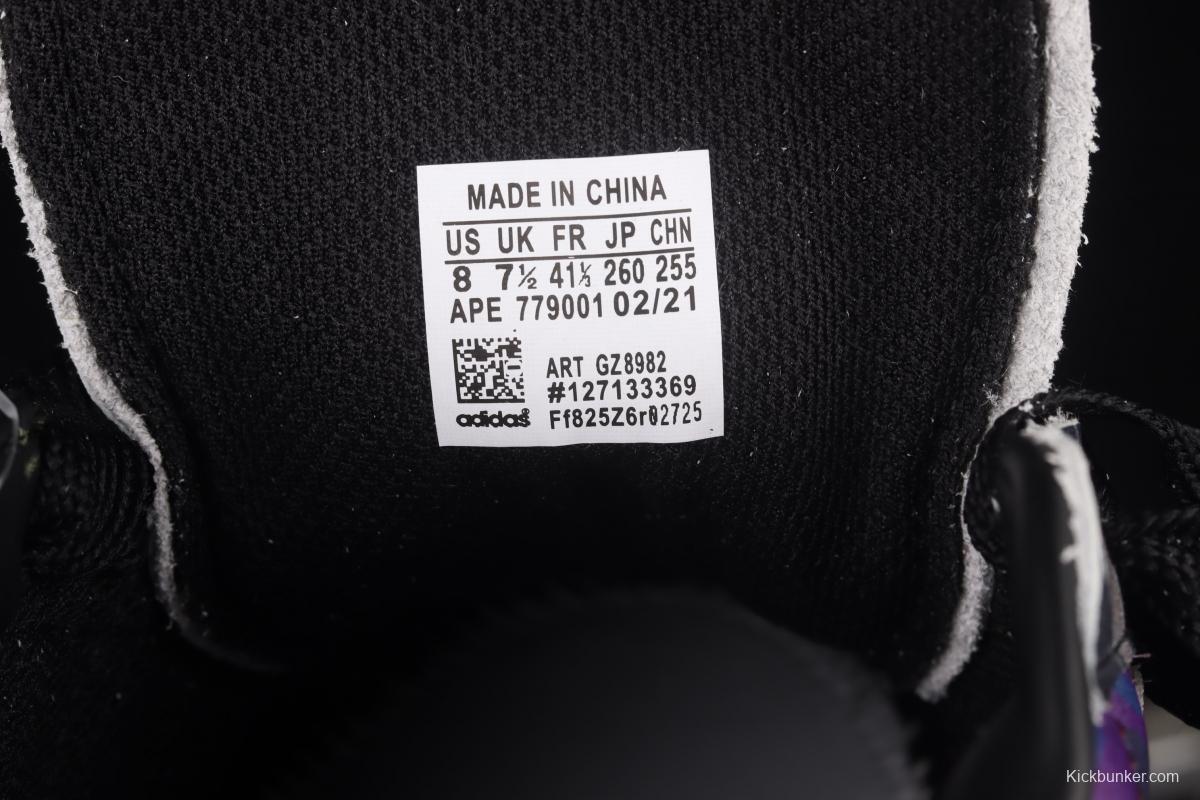 MADE IN CHINA
US UK FR JP CHN
8 7½ 41⅓ 260 255
APE 779001 02/21
ART GZ8982
#127133369
adidas® Ff825Z6r02725
Kickbunker.com